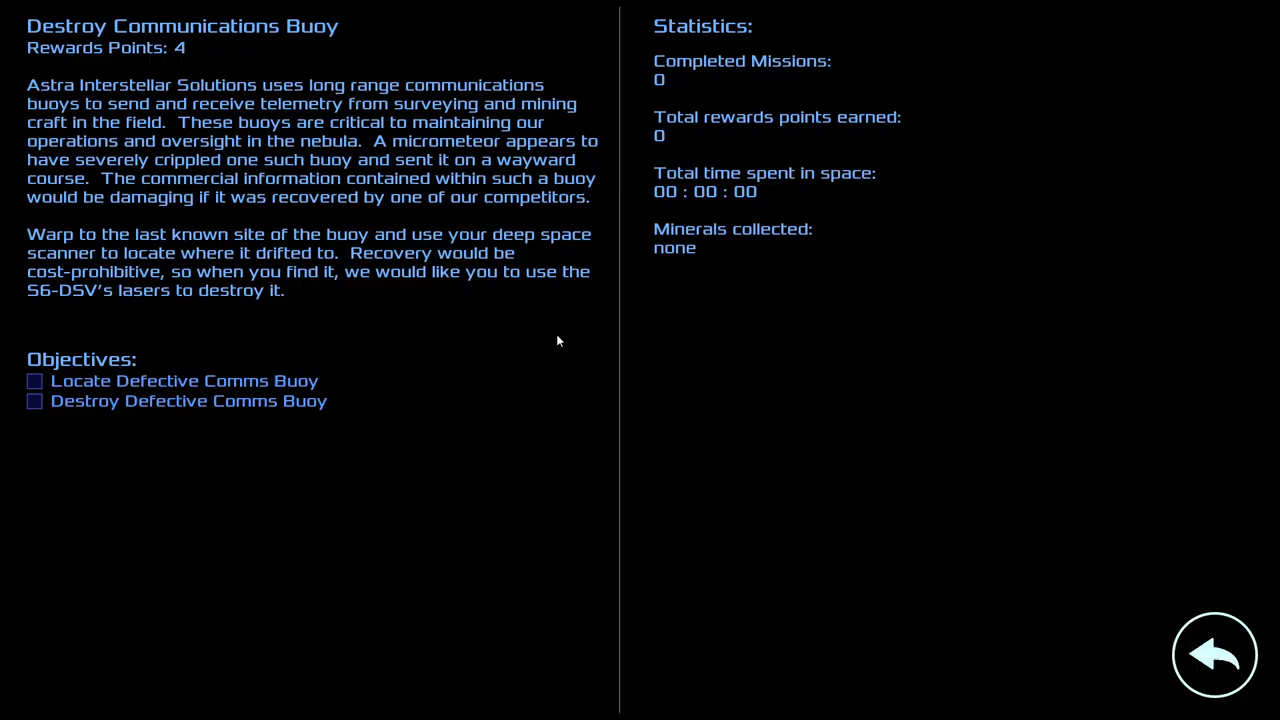 Destroy Communications Buoy
Rewards Points: 4
Astra Interstellar Solutions uses long range communications
buoys to send and receive telemetry from surveying and mining
craft in the field.  These buoys are critical to maintaining our
operations and oversight in the nebula.  A micrometeor appears to
have severely crippled one such buoy and sent it on a wayward
course.  The commercial information contained within such a buoy
would be damaging if it was recovered by one of our competitors.
Warp to the last known site of the buoy and use your deep space
scanner to locate where it drifted to.  Recovery would be
cost-prohibitive, so when you find it, we would like you to use the
S6-DSV's lasers to destroy it.
Objectives:
Locate Defective Comms Buoy
Destroy Defective Comms Buoy
Statistics:
Completed Missions:
0
Total rewards points earned:
0
Total time spent in space:
00 : 00 : 00
Minerals collected:
none